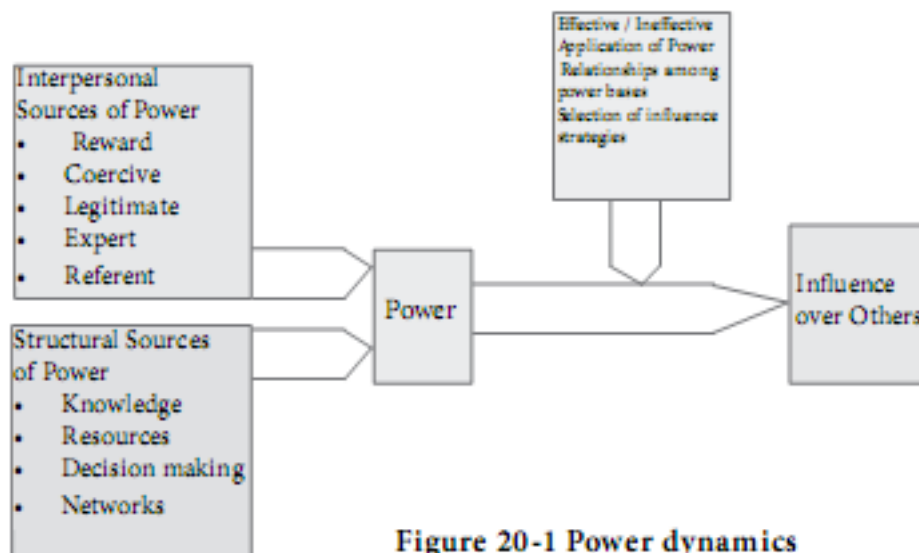 Interpersonal
Sources of Power
• Reward
• Coercive
• Legitimate
• Expert
• Referent
Structural Sources
of Power
• Knowledge
• Resources
• Decision making
• Networks
Power
Effective / Ineffective
Application of Power
Relationships among
power bases
Selection of influence
strategies
Influence
over Others
Figure 20-1 Power dynamics